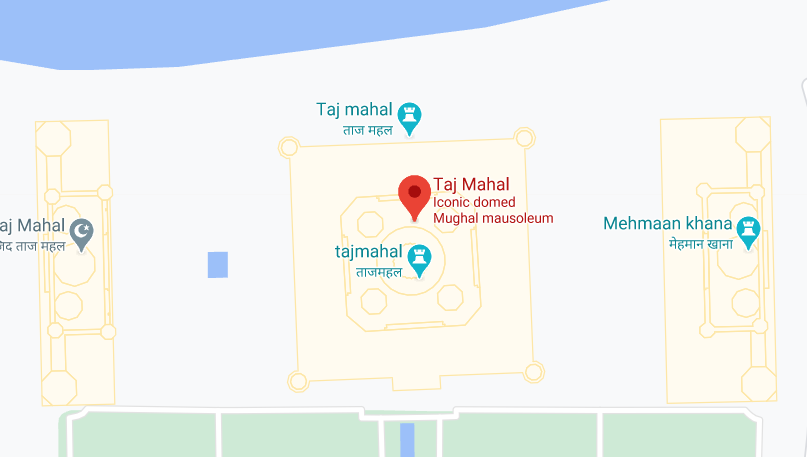 Taj mahal
ताज महल
Taj Mahal
Iconic domed
Mughal mausoleum
aj Mahal
जिद ताज महल
tajmahal
ताजमहल
Mehmaan khana
मेहमान खाना